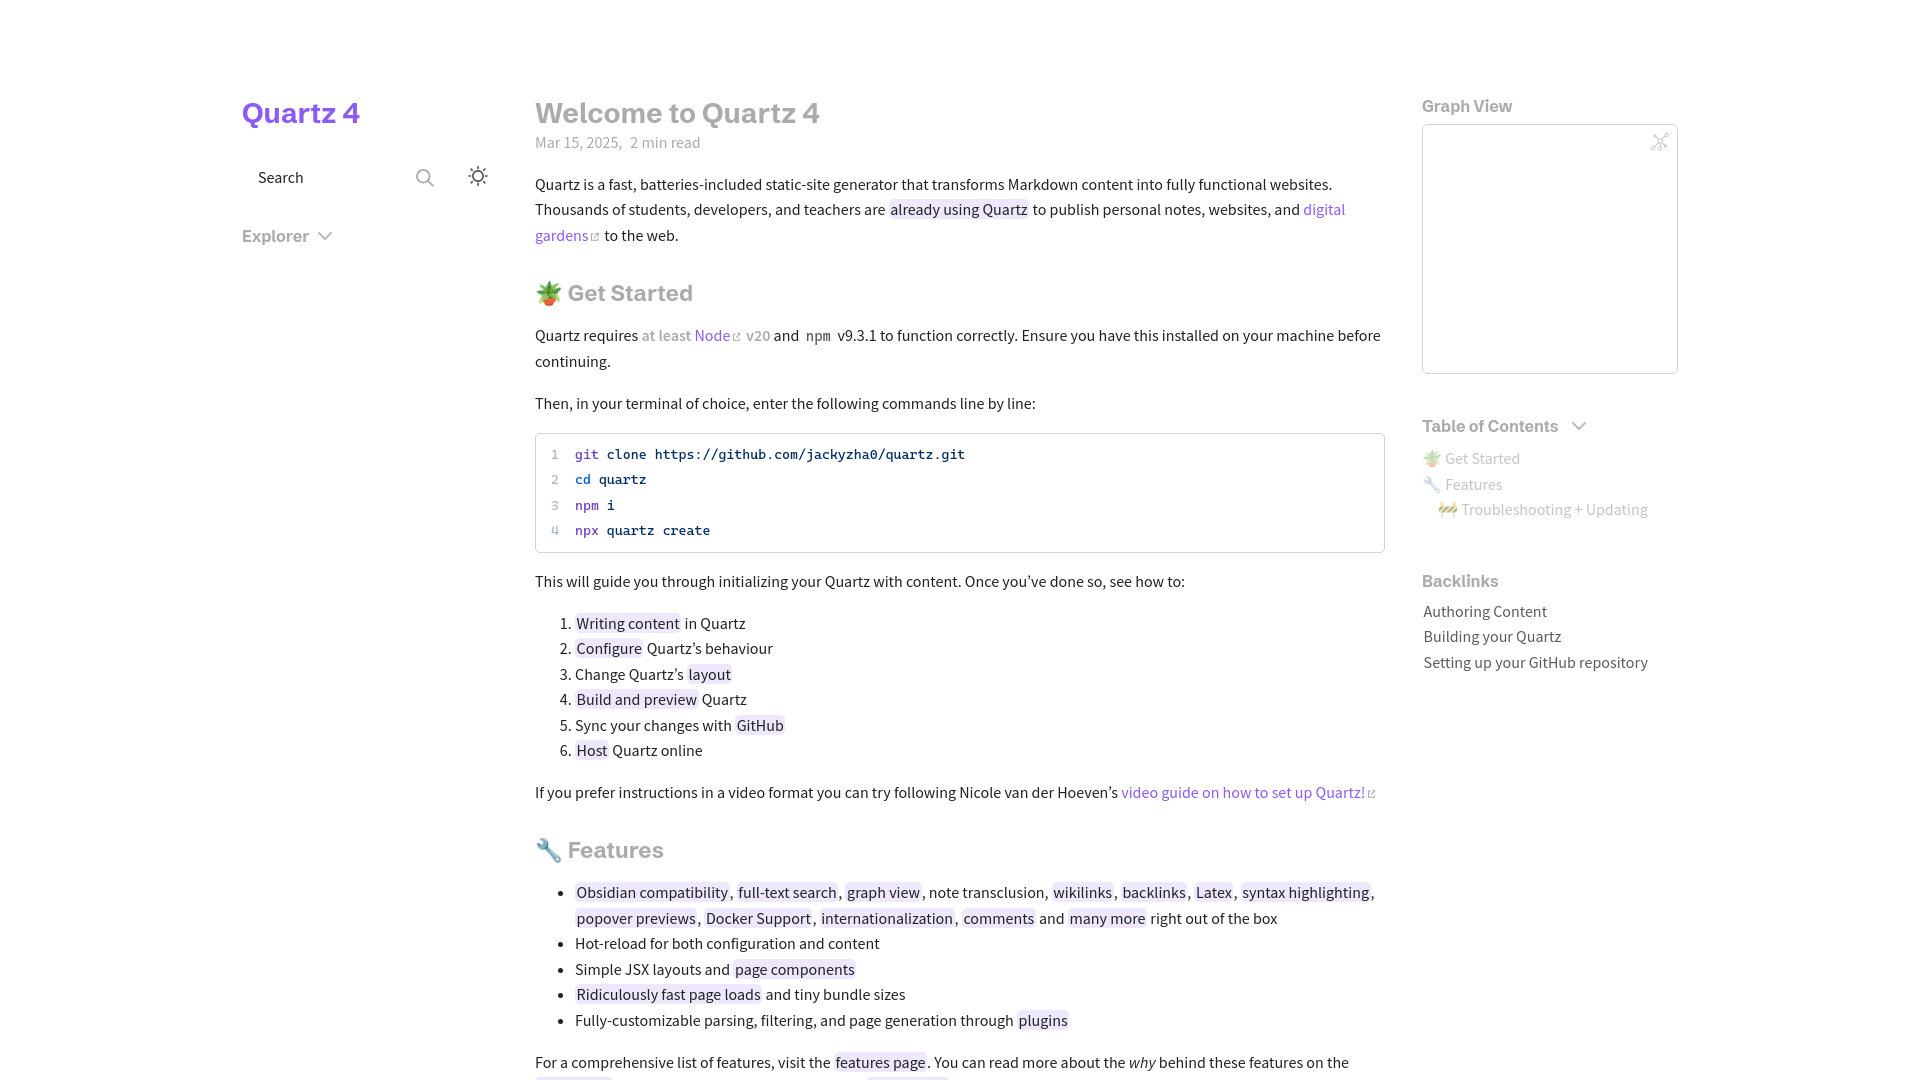 Quartz 4
Search
Explorer
Welcome to Quartz 4
Mar 15, 2025, 2 min read
Quartz is a fast, batteries-included static-site generator that transforms Markdown content into fully functional websites.
Thousands of students, developers, and teachers are already using Quartz to publish personal notes, websites, and digital
gardens to the web.
🪴 Get Started
Quartz requires at least Node v20 and npm v9.3.1 to function correctly. Ensure you have this installed on your machine before
continuing.
Then, in your terminal of choice, enter the following commands line by line:
1 git clone https://github.com/jackyzha0/quartz.git
2 cd quartz
3 npm i
4 npx quartz create
This will guide you through initializing your Quartz with content. Once you’ve done so, see how to:
1. Writing content in Quartz
2. Configure Quartz’s behaviour
3. Change Quartz’s layout
4. Build and preview Quartz
5. Sync your changes with GitHub
6. Host Quartz online
If you prefer instructions in a video format you can try following Nicole van der Hoeven’s video guide on how to set up Quartz!
🔧 Features
• Obsidian compatibility, full-text search, graph view, note transclusion, wikilinks, backlinks, Latex, syntax highlighting,
popover previews, Docker Support, internationalization, comments and many more right out of the box
• Hot-reload for both configuration and content
• Simple JSX layouts and page components
• Ridiculously fast page loads and tiny bundle sizes
• Fully-customizable parsing, filtering, and page generation through plugins
For a comprehensive list of features, visit the features page. You can read more about the why behind these features on the
Graph View
Table of Contents
🪴 Get Started
🔧 Features
🚧 Troubleshooting + Updating
Backlinks
Authoring Content
Building your Quartz
Setting up your GitHub repository